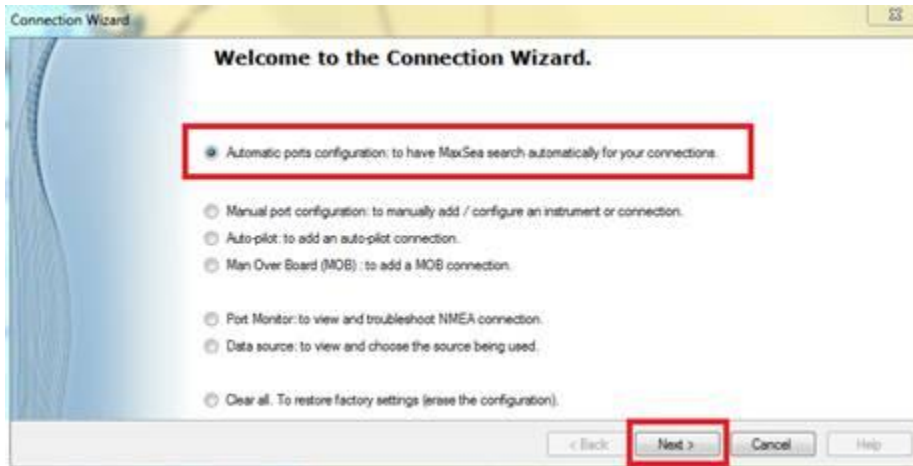 Connection Wizard
Welcome to the Connection Wizard.
Automatic ports configuration: to have MaxSea search automatically for your connections.
Manual port configuration: to manually add / configure an instrument or connection.
Auto-pilot: to add an auto-pilot connection.
Man Over Board (MOB) : to add a MOB connection.
Port Monitor: to view and troubleshoot NMEA connection.
Data source: to view and choose the source being used.
Clear all. To restore factory settings (erase the configuration).
< Back Next > Cancel Help